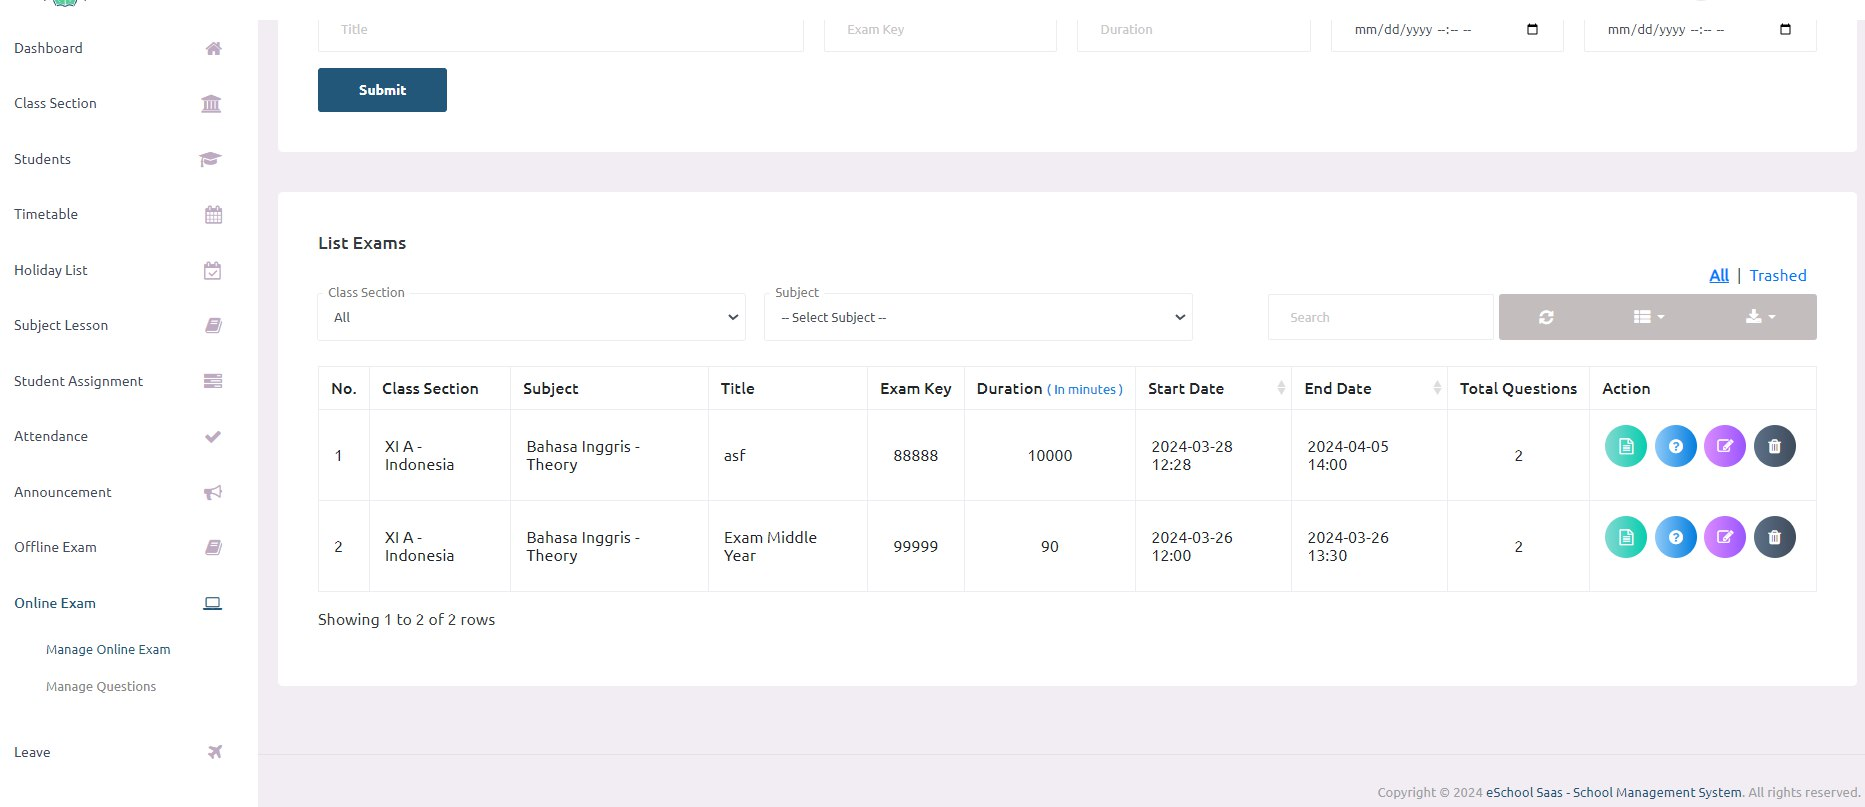 Title Exam Key Duration mm/dd/yyyy --:-- -- mm/dd/yyyy --:-- --
Submit
Dashboard
Class Section
Students
Timetable
Holiday List
Subject Lesson
Student Assignment
Attendance
Announcement
Offline Exam
Online Exam
Manage Online Exam
Manage Questions
Leave
List Exams
All | Trashed
Class Section
All
Subject
-- Select Subject --
Search
No. Class Section Subject Title Exam Key Duration ( In minutes ) Start Date End Date Total Questions Action
1 XI A - Indonesia Bahasa Inggris - Theory asf 88888 10000 2024-03-28 12:28 2024-04-05 14:00 2
2 XI A - Indonesia Bahasa Inggris - Theory Exam Middle Year 99999 90 2024-03-26 12:00 2024-03-26 13:30 2
Showing 1 to 2 of 2 rows
Copyright © 2024 eSchool Saas - School Management System. All rights reserved.